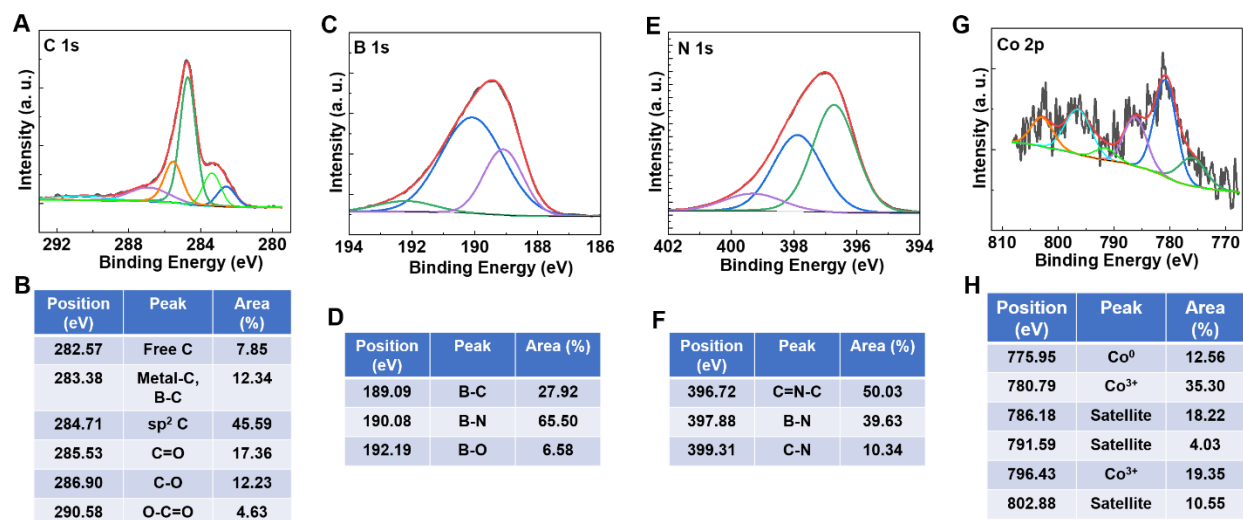 A
C 1s
Intensity (a. u.)
292 288 284 280
Binding Energy (eV)
B
Position (eV) Peak Area (%)
282.57 Free C 7.85
283.38 Metal-C, B-C 12.34
284.71 sp² C 45.59
285.53 C=O 17.36
286.90 C-O 12.23
290.58 O-C=O 4.63
C
B 1s
Intensity (a. u.)
194 192 190 188 186
Binding Energy (eV)
D
Position (eV) Peak Area (%)
189.09 B-C 27.92
190.08 B-N 65.50
192.19 B-O 6.58
E
N 1s
Intensity (a. u.)
402 400 398 396 394
Binding Energy (eV)
F
Position (eV) Peak Area (%)
396.72 C=N-C 50.03
397.88 B-N 39.63
399.31 C-N 10.34
G
Co 2p
Intensity (a. u.)
810 800 790 780 770
Binding Energy (eV)
H
Position (eV) Peak Area (%)
775.95 Co⁰ 12.56
780.79 Co³⁺ 35.30
786.18 Satellite 18.22
791.59 Satellite 4.03
796.43 Co³⁺ 19.35
802.88 Satellite 10.55